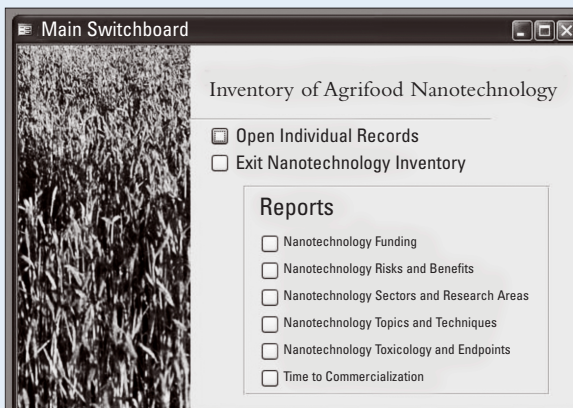 Main Switchboard
Inventory of Agrifood Nanotechnology
Open Individual Records
Exit Nanotechnology Inventory
Reports
Nanotechnology Funding
Nanotechnology Risks and Benefits
Nanotechnology Sectors and Research Areas
Nanotechnology Topics and Techniques
Nanotechnology Toxicology and Endpoints
Time to Commercialization